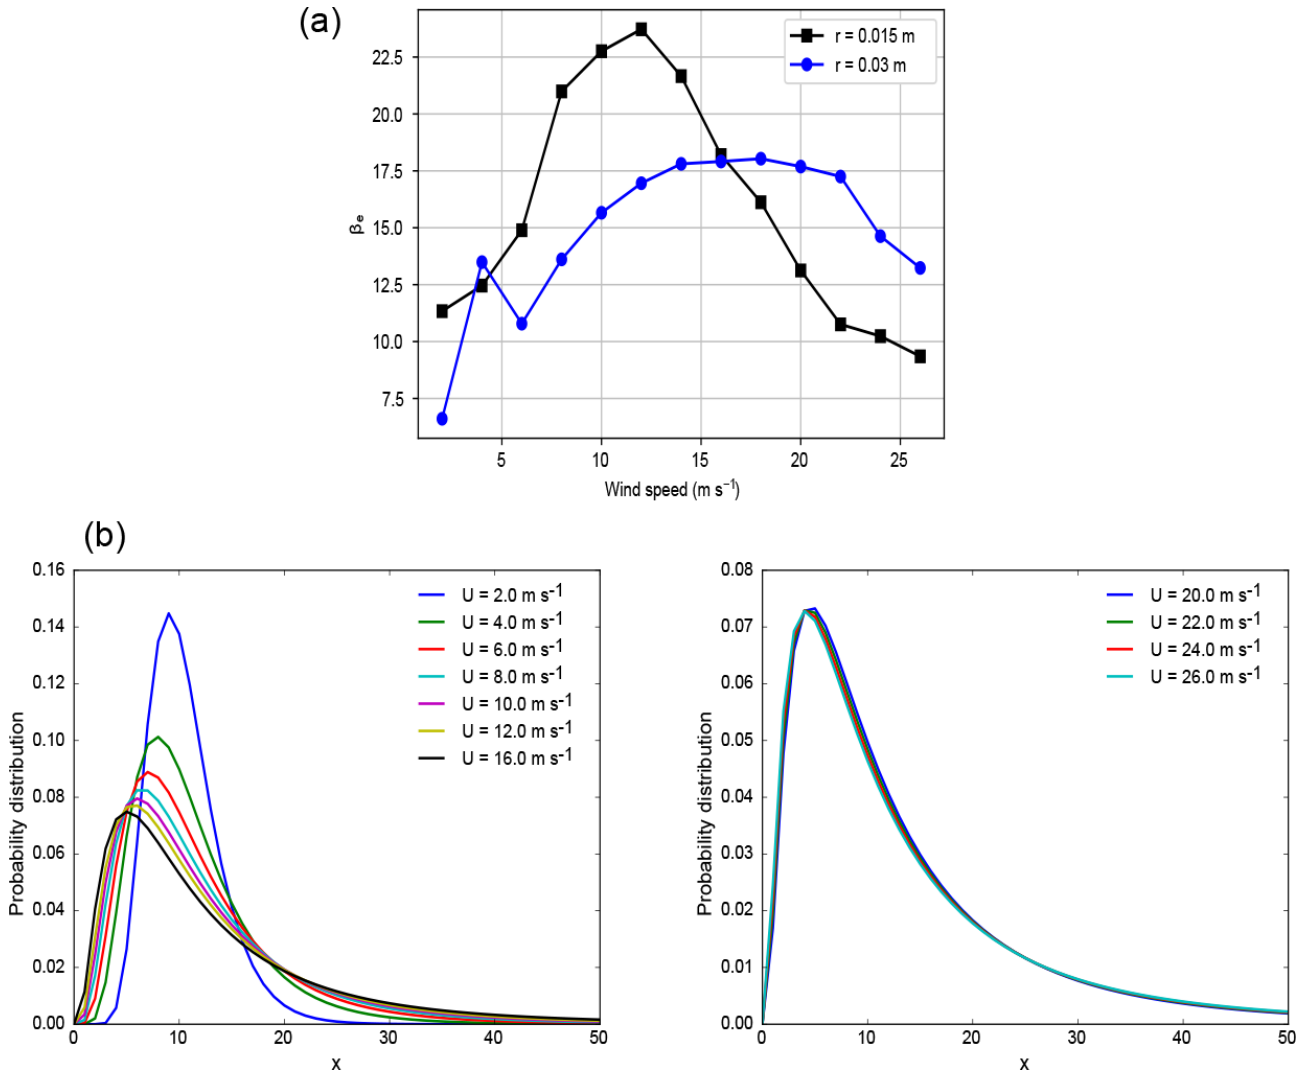 (a)
r = 0.015 m
r = 0.03 m
22.5
20.0
17.5
15.0
12.5
10.0
7.5
βₑ
5 10 15 20 25
Wind speed (m s⁻¹)
(b)
0.16
0.14
0.12
0.10
0.08
0.06
0.04
0.02
0.00
Probability distribution
U = 2.0 m s⁻¹
U = 4.0 m s⁻¹
U = 6.0 m s⁻¹
U = 8.0 m s⁻¹
U = 10.0 m s⁻¹
U = 12.0 m s⁻¹
U = 16.0 m s⁻¹
0 10 20 30 40 50
x
0.08
0.07
0.06
0.05
0.04
0.03
0.02
0.01
0.00
Probability distribution
U = 20.0 m s⁻¹
U = 22.0 m s⁻¹
U = 24.0 m s⁻¹
U = 26.0 m s⁻¹
0 10 20 30 40 50
x